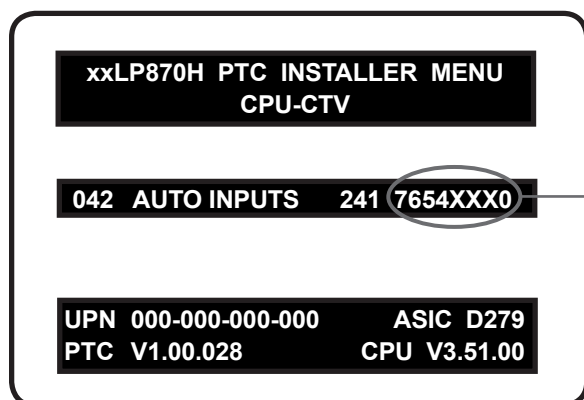 xxLP870H PTC INSTALLER MENU
CPU-CTV
042 AUTO INPUTS 241 7654XXX0
UPN 000-000-000-000 ASIC D279
PTC V1.00.028 CPU V3.51.00